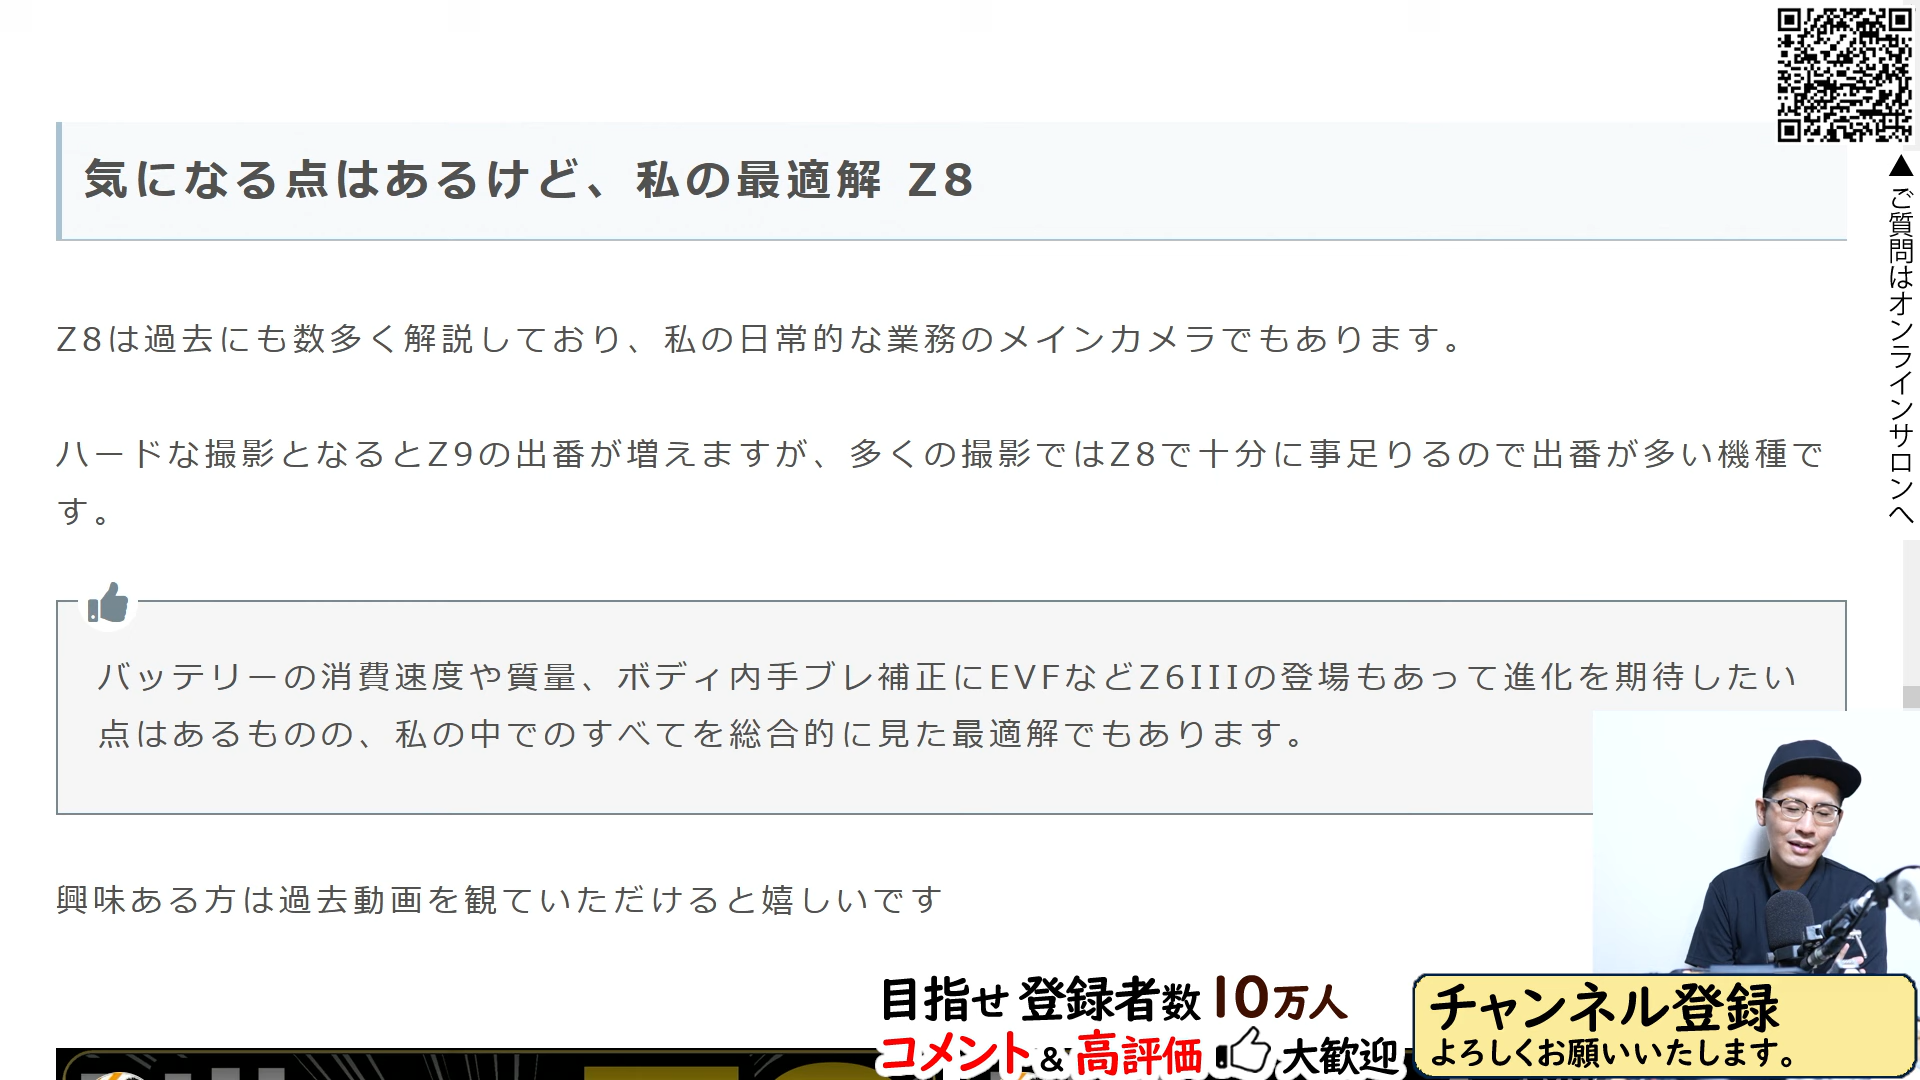 気になる点はあるけど、私の最適解 Z8
Z8は過去にも数多く解説しており、私の日常的な業務のメインカメラでもあります。
ハードな撮影となるとZ9の出番が増えますが、多くの撮影ではZ8で十分に事足りるので出番が多い機種で
す。
バッテリーの消費速度や質量、ボディ内手ブレ補正にEVFなどZ6IIIの登場もあって進化を期待したい
点はあるものの、私の中でのすべてを総合的に見た最適解でもあります。
興味ある方は過去動画を観ていただけると嬉しいです
▲ご質問はオンラインサロンへ
目指せ 登録者数 10万人
コメント&高評価 大歓迎
チャンネル登録
よろしくお願いいたします。